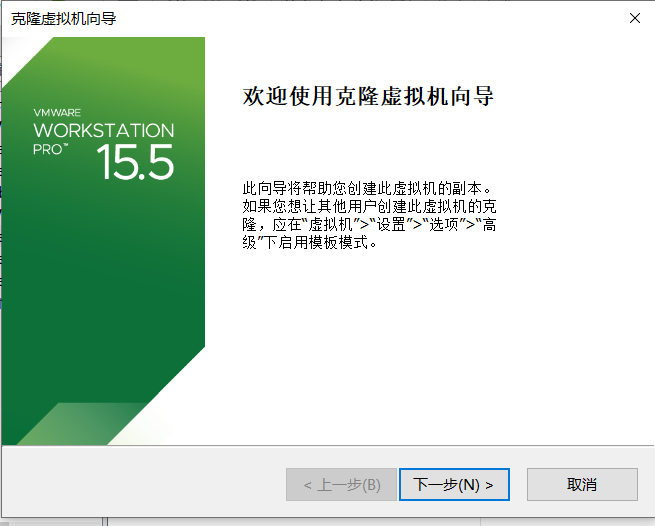 克隆虚拟机向导
VMWARE
WORKSTATION
PRO™
15.5
欢迎使用克隆虚拟机向导
此向导将帮助您创建此虚拟机的副本。
如果您想让其他用户创建此虚拟机的克
隆，应在“虚拟机”>“设置”>“选项”>“高
级”下启用模板模式。
< 上一步(B)
下一步(N) >
取消